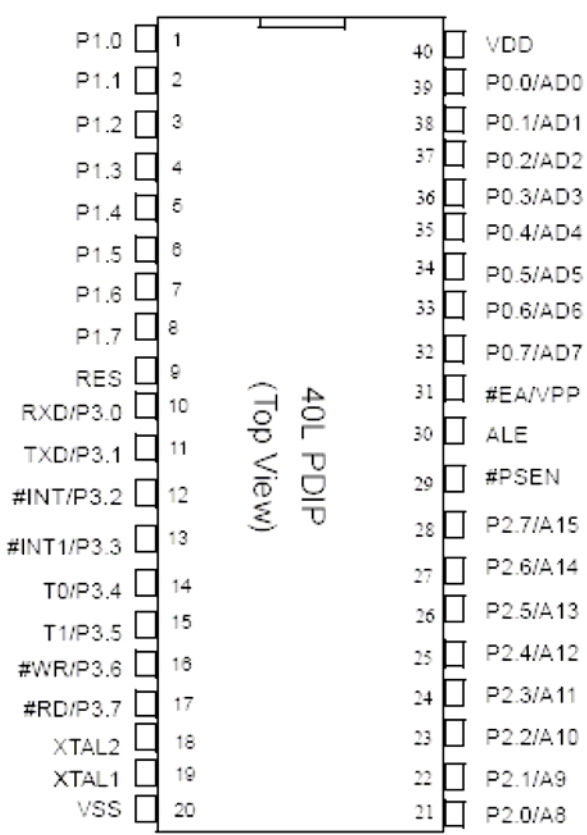 P1.0 1 40 VDD
P1.1 2 39 P0.0/AD0
P1.2 3 38 P0.1/AD1
P1.3 4 37 P0.2/AD2
P1.4 5 36 P0.3/AD3
P1.5 6 35 P0.4/AD4
P1.6 7 34 P0.5/AD5
P1.7 8 33 P0.6/AD6
RES 9 32 P0.7/AD7
RXD/P3.0 10 31 #EA/VPP
TXD/P3.1 11 30 ALE
#INT/P3.2 12 29 #PSEN
#INT1/P3.3 13 28 P2.7/A15
T0/P3.4 14 27 P2.6/A14
T1/P3.5 15 26 P2.5/A13
#WR/P3.6 16 25 P2.4/A12
#RD/P3.7 17 24 P2.3/A11
XTAL2 18 23 P2.2/A10
XTAL1 19 22 P2.1/A9
VSS 20 21 P2.0/A8
40L PDIP
(Top View)